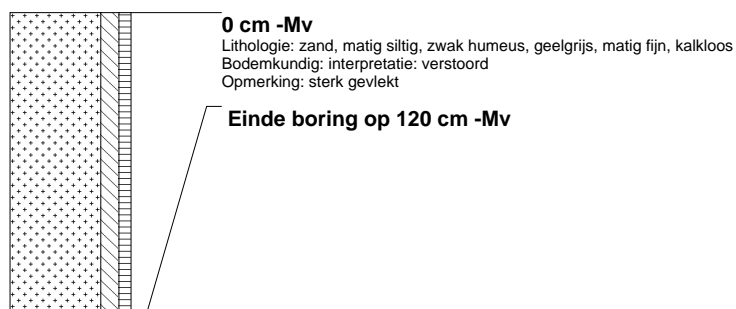 0 cm -Mv
Lithologie: zand, matig siltig, zwak humeus, geelgrijs, matig fijn, kalkloos
Bodemkundig: interpretatie: verstoord
Opmerking: sterk gevlekt
Einde boring op 120 cm -Mv